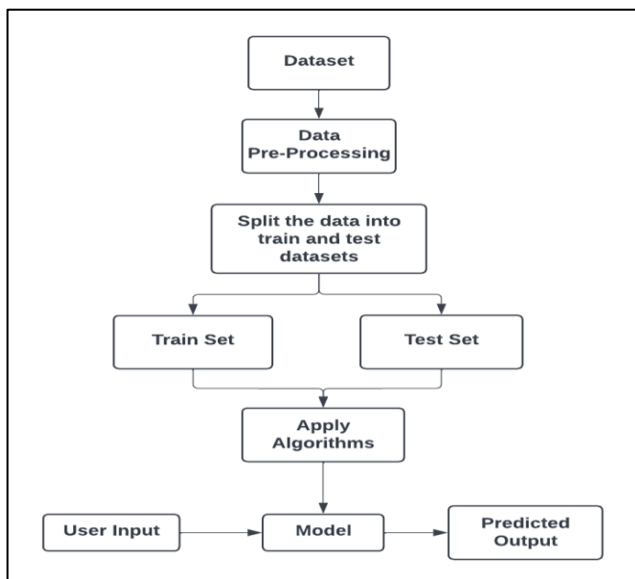 Dataset
Data
Pre-Processing
Split the data into
train and test
datasets
Train Set
Test Set
Apply
Algorithms
User Input
Model
Predicted
Output